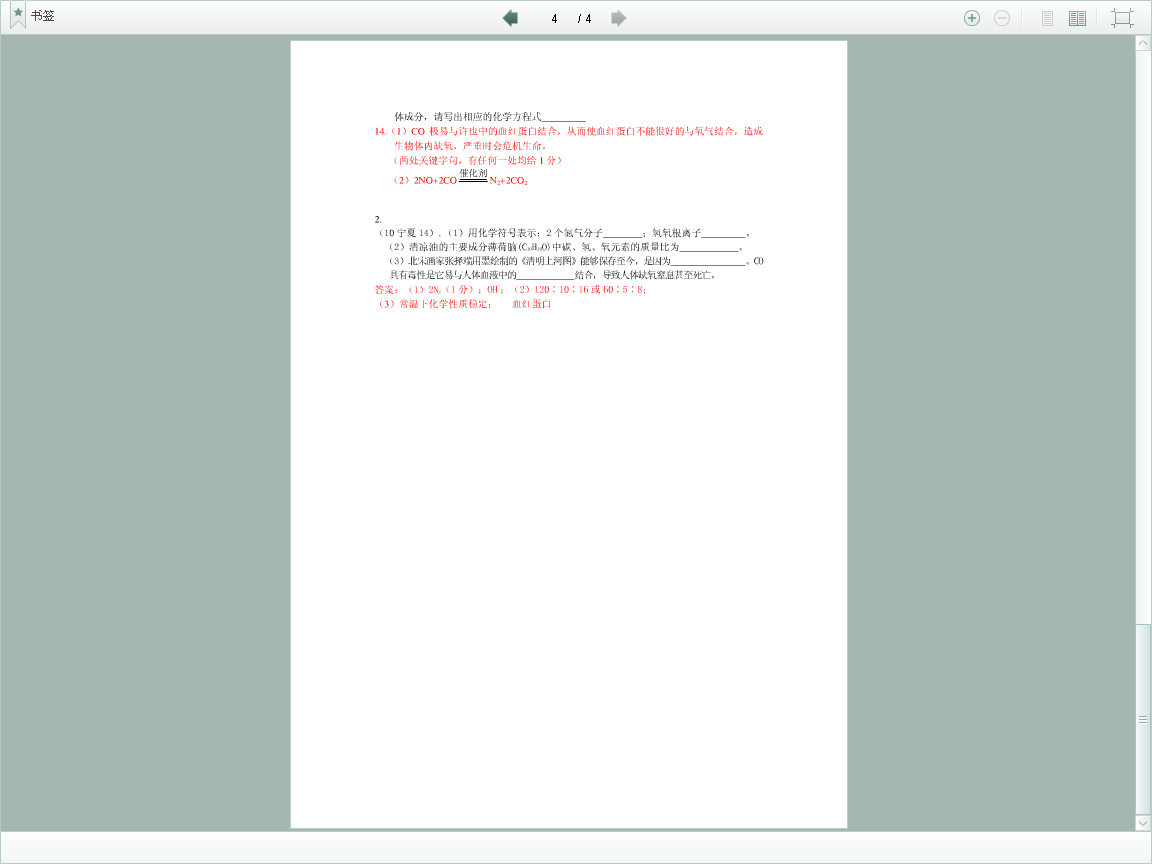 书签
4 / 4
体成分，请写出相应的化学方程式_________
14.（1）CO 极易与许也中的血红蛋白结合，从而使血红蛋白不能很好的与氧气结合，造成
生物体内缺氧，严重时会危机生命。
（两处关键字句，有任何一处均给 1 分）
催化剂
（2）2NO+2CO N₂+2CO₂
2.
（10 宁夏 14）.（1）用化学符号表示：2 个氮气分子________；氢氧根离子_________。
（2）清凉油的主要成分薄荷脑(C₁₀H₂₀O)中碳、氢、氧元素的质量比为____________。
（3）北宋画家张择端用墨绘制的《清明上河图》能够保存至今，是因为_______________。CO
具有毒性是它易与人体血液中的____________结合，导致人体缺氧窒息甚至死亡。
答案：（1）2N₂（1 分）；OH⁻；（2）120∶10∶16 或 60∶5∶8；
（3）常温下化学性质稳定； 血红蛋白